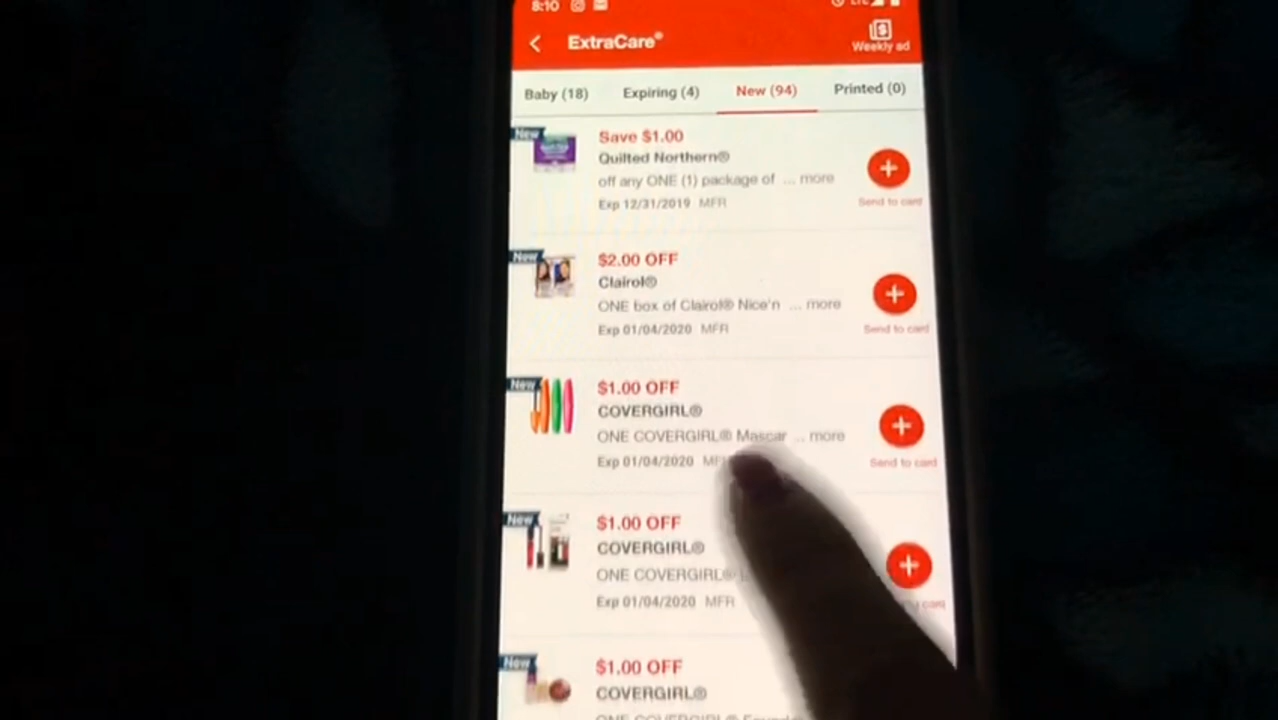 8:10
LTE
ExtraCare®
Weekly ad
Baby (18) Expiring (4) New (94) Printed (0)
New
Save $1.00
Quilted Northern®
off any ONE (1) package of ... more
Exp 12/31/2019 MFR
Send to card
New
$2.00 OFF
Clairol®
ONE box of Clairol® Nice'n ... more
Exp 01/04/2020 MFR
Send to card
New
$1.00 OFF
COVERGIRL®
ONE COVERGIRL® Mascar ... more
Exp 01/04/2020
Send to card
New
$1.00 OFF
COVERGIRL®
ONE COVERGIRL®
Exp 01/04/2020 MFR
card
New
$1.00 OFF
COVERGIRL®
ONE COVERGIRL®